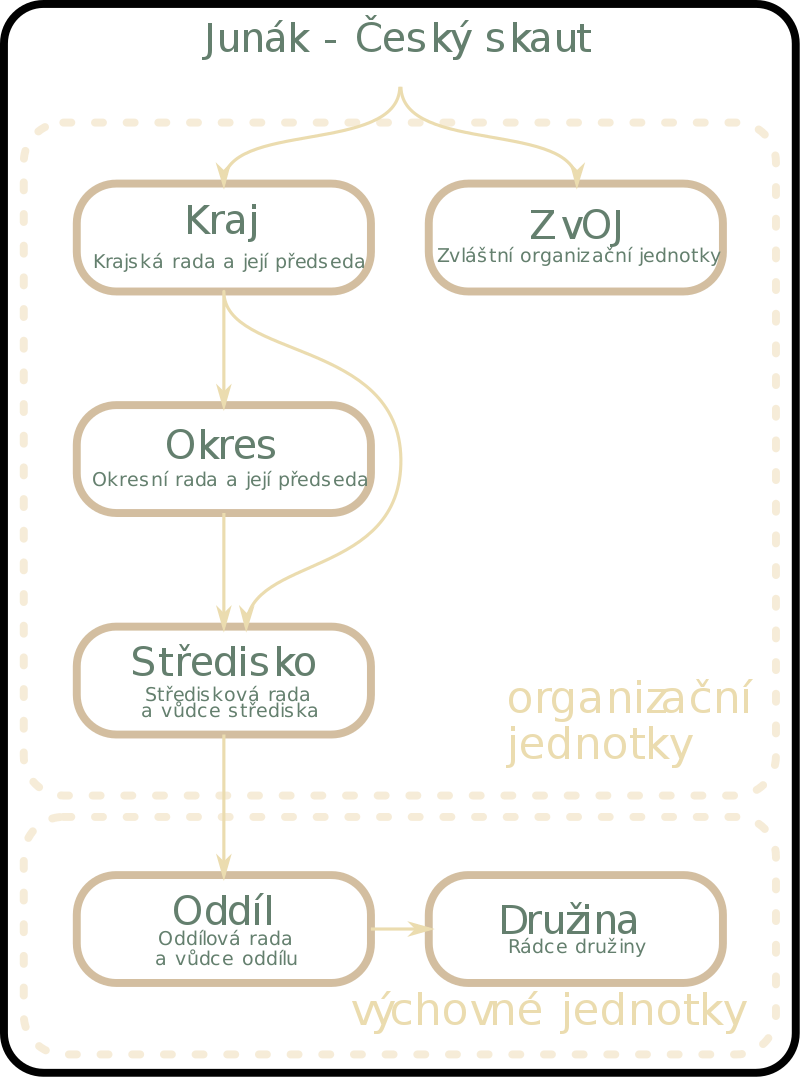 Junák - Český skaut
Kraj
Krajská rada a její předseda
ZvOJ
Zvláštní organizační jednotky
Okres
Okresní rada a její předseda
Středisko
Středisková rada
a vůdce střediska
organizační
jednotky
Oddíl
Oddílová rada
a vůdce oddílu
Družina
Rádce družiny
výchovné jednotky